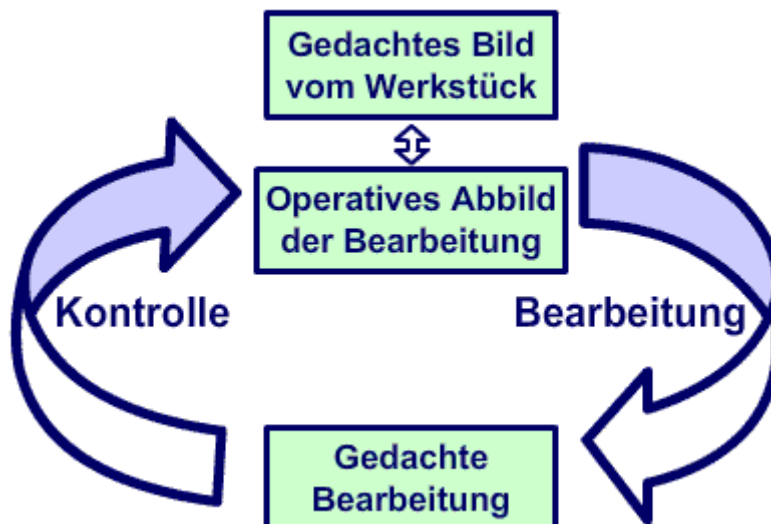 Gedachtes Bild
vom Werkstück
Operatives Abbild
der Bearbeitung
Kontrolle
Bearbeitung
Gedachte
Bearbeitung